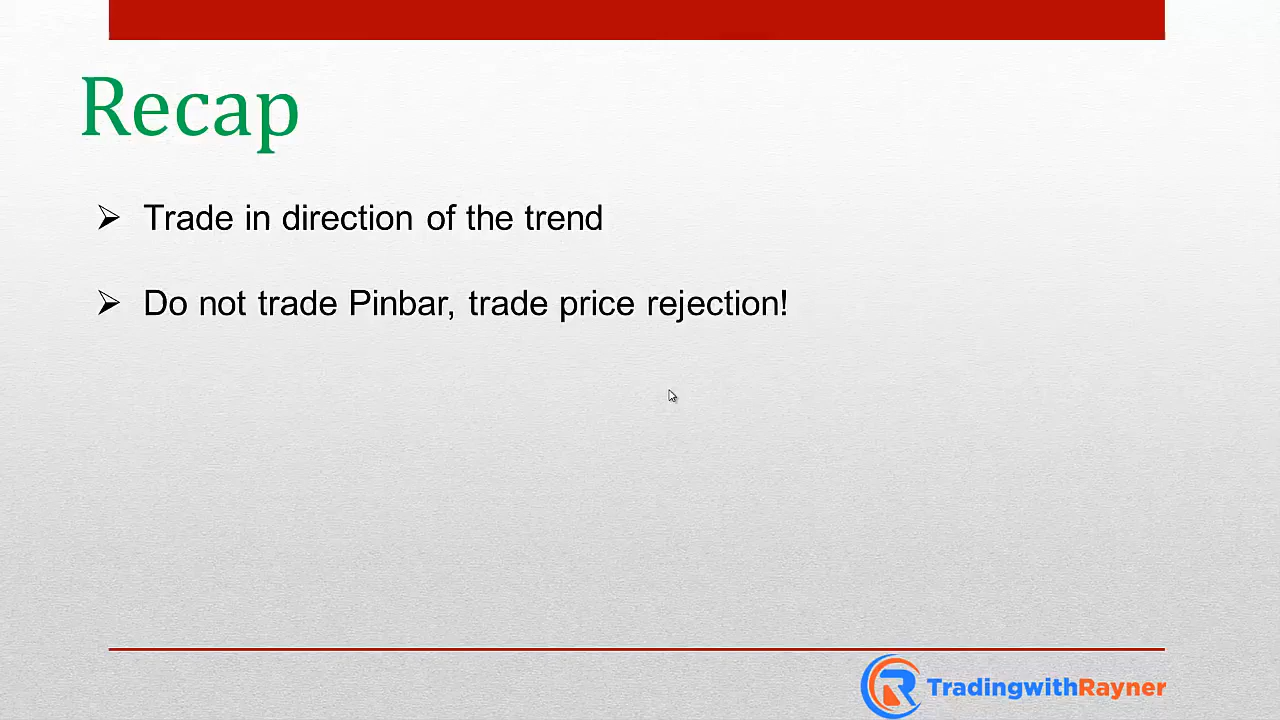 Recap
➢ Trade in direction of the trend
➢ Do not trade Pinbar, trade price rejection!
TradingwithRayner